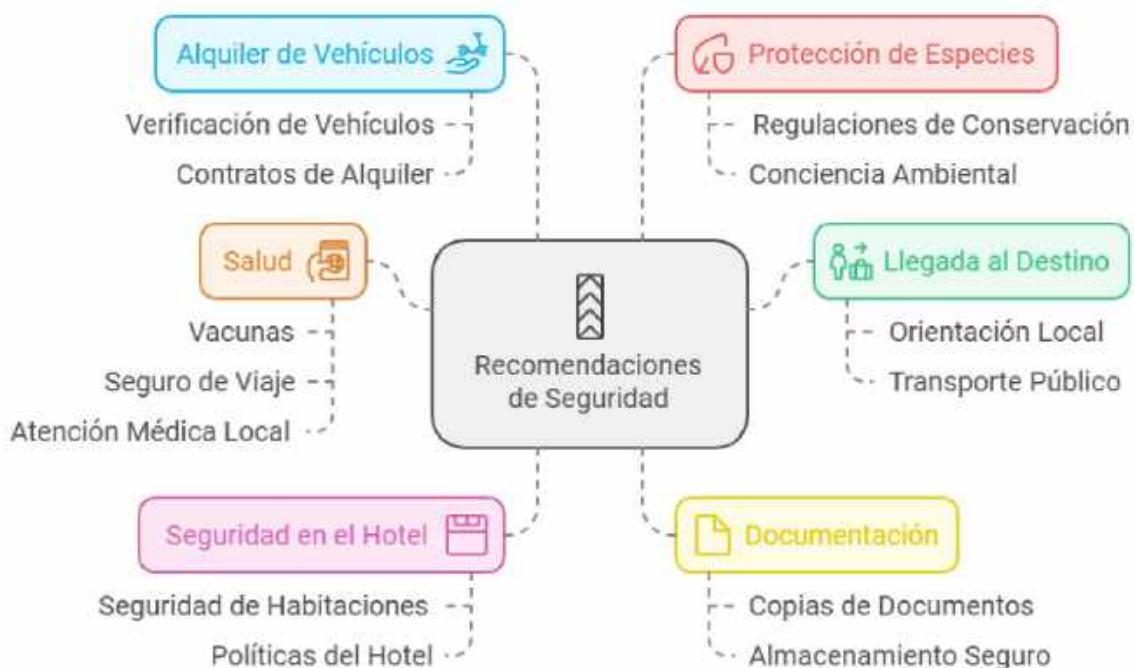 Alquiler de Vehículos
Verificación de Vehículos
Contratos de Alquiler
Protección de Especies
Regulaciones de Conservación
Conciencia Ambiental
Salud
Vacunas
Seguro de Viaje
Atención Médica Local
Recomendaciones
de Seguridad
Llegada al Destino
Orientación Local
Transporte Público
Seguridad en el Hotel
Seguridad de Habitaciones
Políticas del Hotel
Documentación
Copias de Documentos
Almacenamiento Seguro